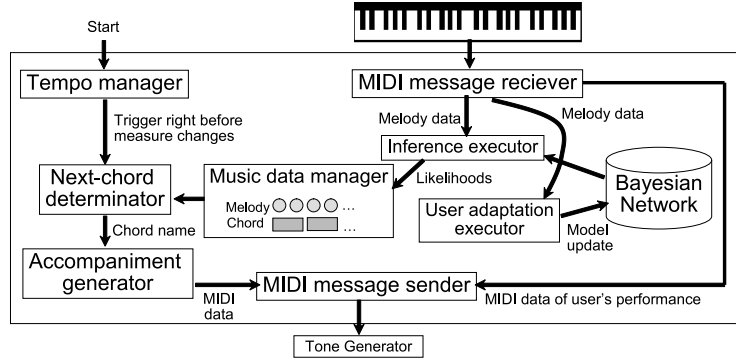 Start
Tempo manager
MIDI message reciever
Trigger right before
measure changes
Melody data
Melody data
Inference executor
Next-chord
determinator
Music data manager
Likelihoods
Melody ...
Chord ...
User adaptation
executor
Bayesian
Network
Model
update
Chord name
Accompaniment
generator
MIDI
data
MIDI message sender
MIDI data of user's performance
Tone Generator